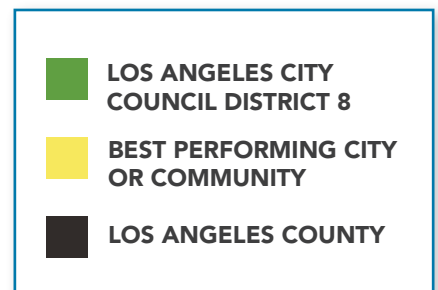 LOS ANGELES CITY
COUNCIL DISTRICT 8
BEST PERFORMING CITY
OR COMMUNITY
LOS ANGELES COUNTY